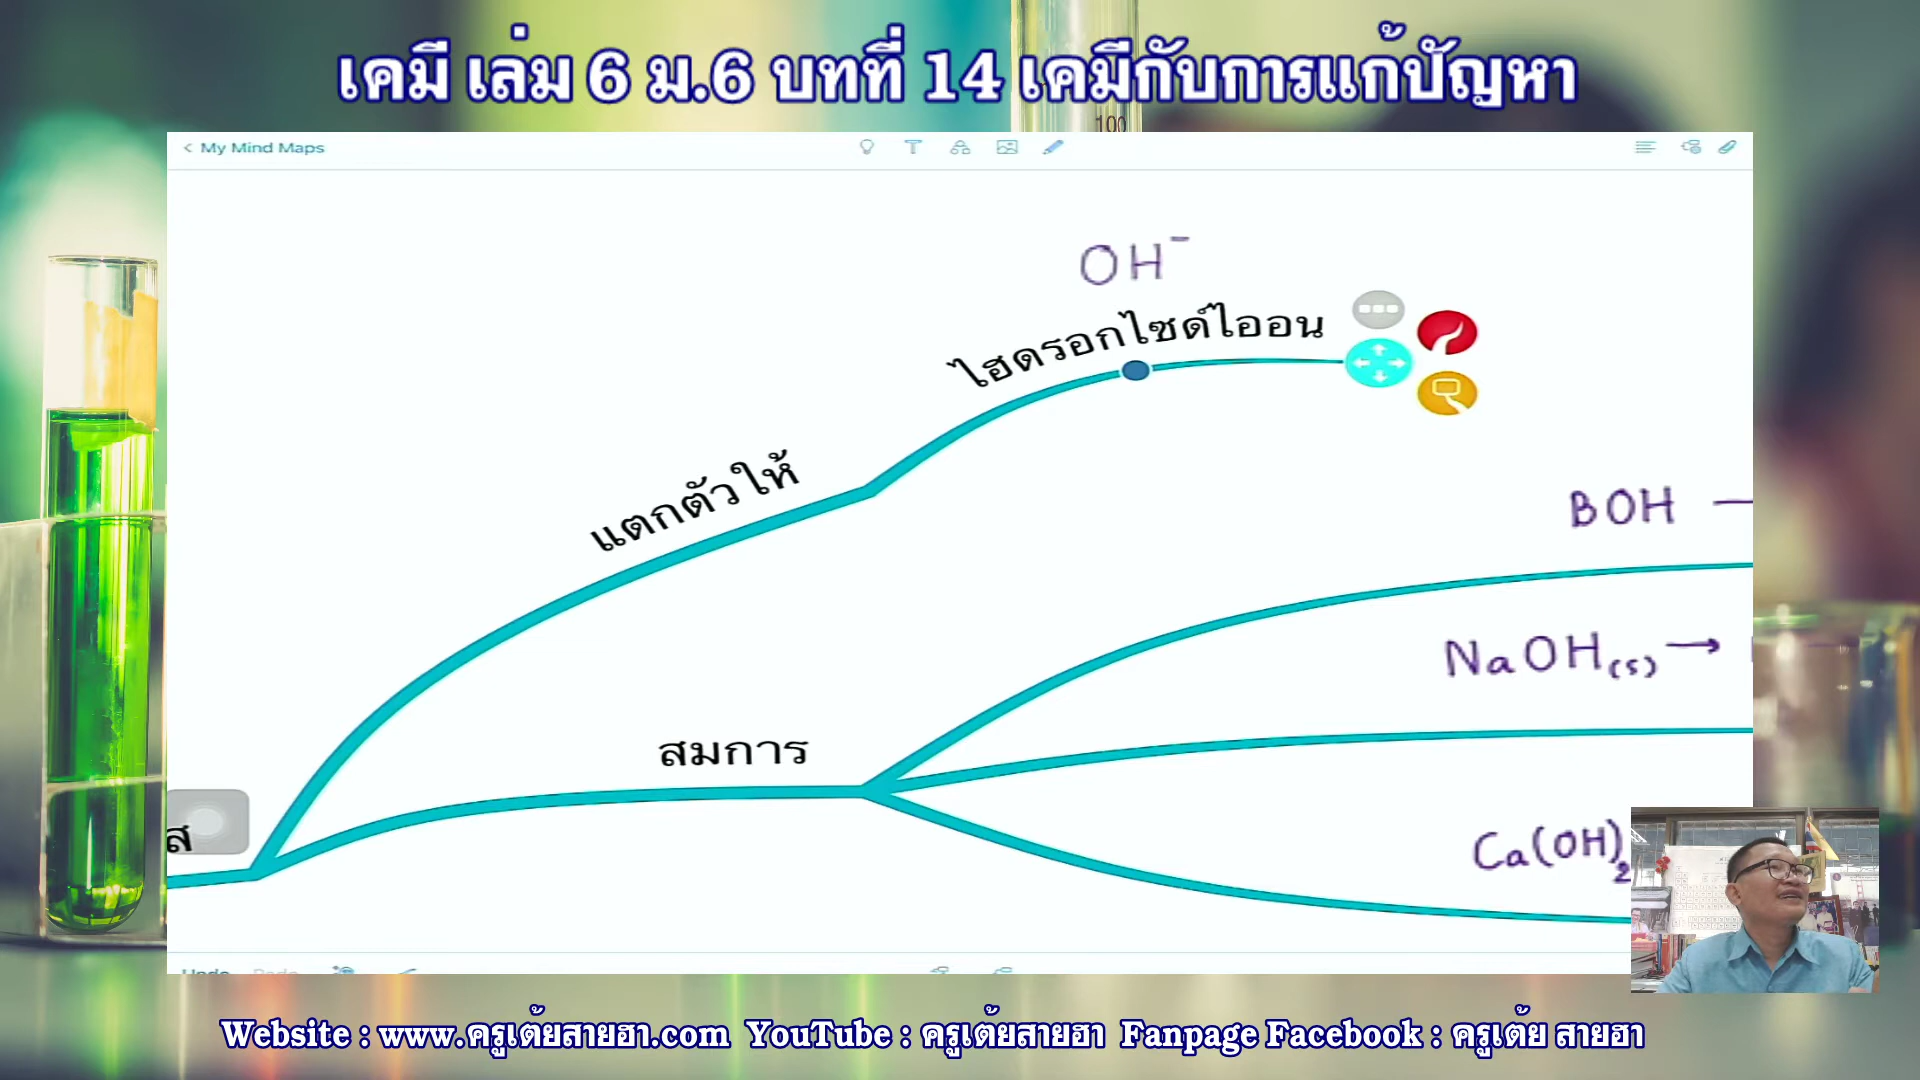 เคมี เล่ม 6 ม.6 บทที่ 14 เคมีกับการแก้ปัญหา
100
< My Mind Maps
OH⁻
ไฮดรอกไซด์ไอออน
แตกตัวให้
BOH —
NaOH(s) →
สมการ
ส
Ca(OH)₂
Undo Redo
Website : www.ครูเต้ยสายฮา.com YouTube : ครูเต้ยสายฮา Fanpage Facebook : ครูเต้ย สายฮา